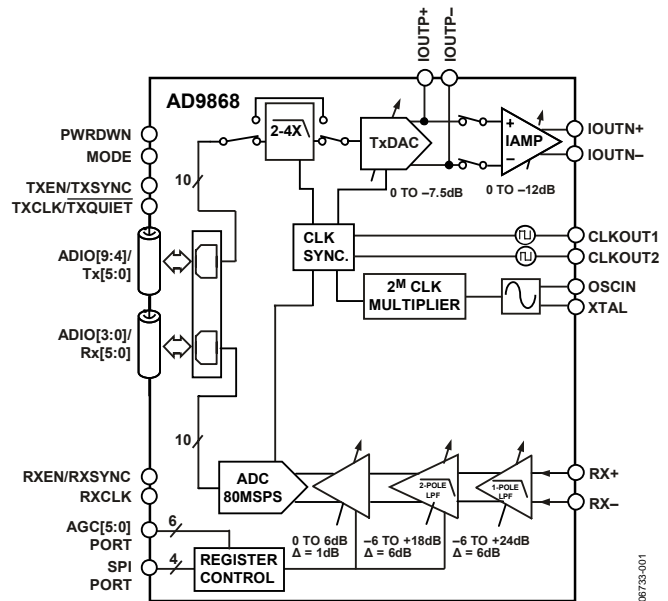 IOUTP+
IOUTP–
AD9868
PWRDWN
MODE
TXEN/TXSYNC
TXCLK/TXQUIET
ADIO[9:4]/
Tx[5:0]
ADIO[3:0]/
Rx[5:0]
RXEN/RXSYNC
RXCLK
AGC[5:0]
PORT
SPI
PORT
10
10
6
4
2-4X
TxDAC
0 TO –7.5dB
+
–
IAMP
0 TO –12dB
IOUTN+
IOUTN–
CLK
SYNC.
CLKOUT1
CLKOUT2
2M CLK
MULTIPLIER
OSCIN
XTAL
ADC
80MSPS
2-POLE
LPF
1-POLE
LPF
RX+
RX–
0 TO 6dB
Δ = 1dB
–6 TO +18dB
Δ = 6dB
–6 TO +24dB
Δ = 6dB
REGISTER
CONTROL
06733-001